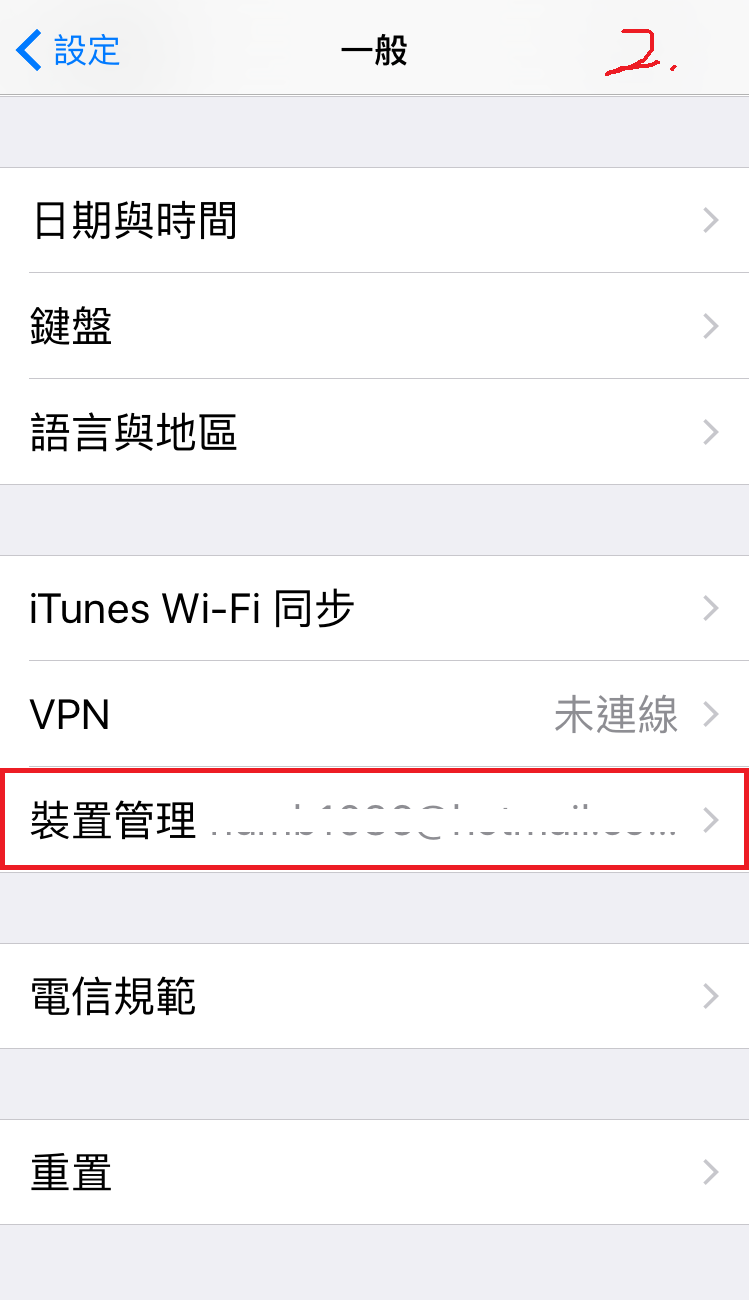 設定
一般
2.
日期與時間
鍵盤
語言與地區
iTunes Wi-Fi 同步
VPN 未連線
裝置管理
電信規範
重置